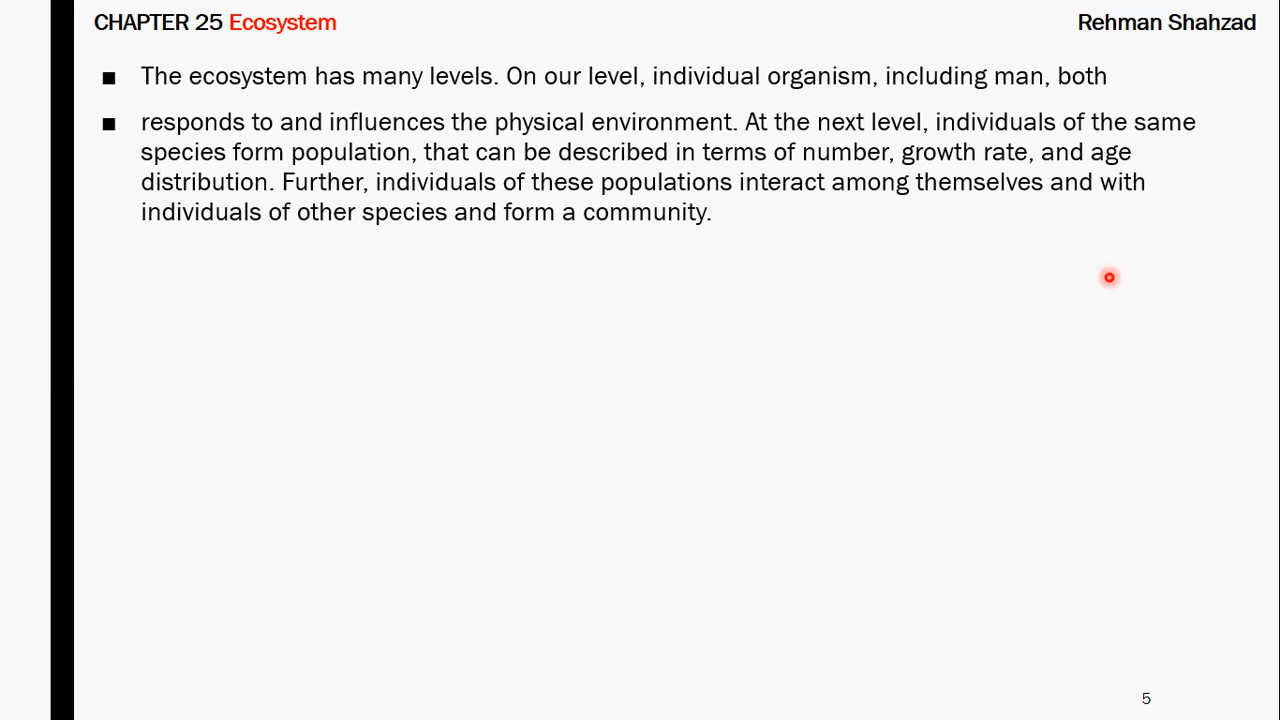 CHAPTER 25 Ecosystem
Rehman Shahzad
■ The ecosystem has many levels. On our level, individual organism, including man, both
■ responds to and influences the physical environment. At the next level, individuals of the same
species form population, that can be described in terms of number, growth rate, and age
distribution. Further, individuals of these populations interact among themselves and with
individuals of other species and form a community.
5